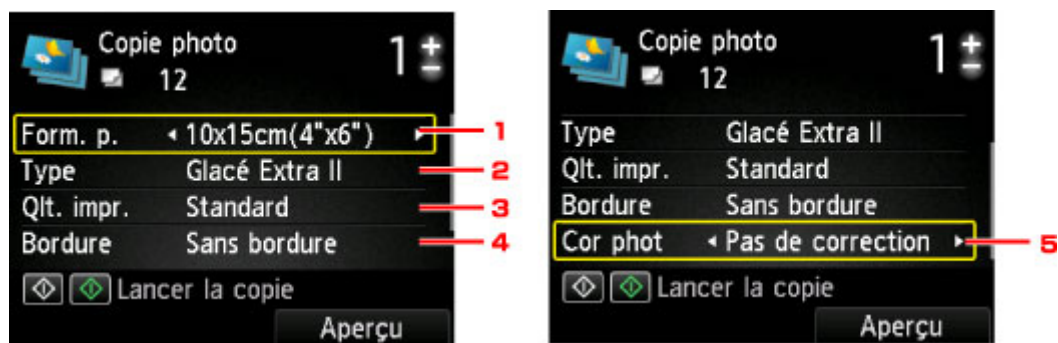 Copie photo
1
12
Form. p. 10x15cm(4"x6") 1
Type Glacé Extra II 2
Qlt. impr. Standard 3
Bordure Sans bordure 4
Lancer la copie
Aperçu
Copie photo
1
12
Type Glacé Extra II
Qlt. impr. Standard
Bordure Sans bordure
Cor phot Pas de correction 5
Lancer la copie
Aperçu